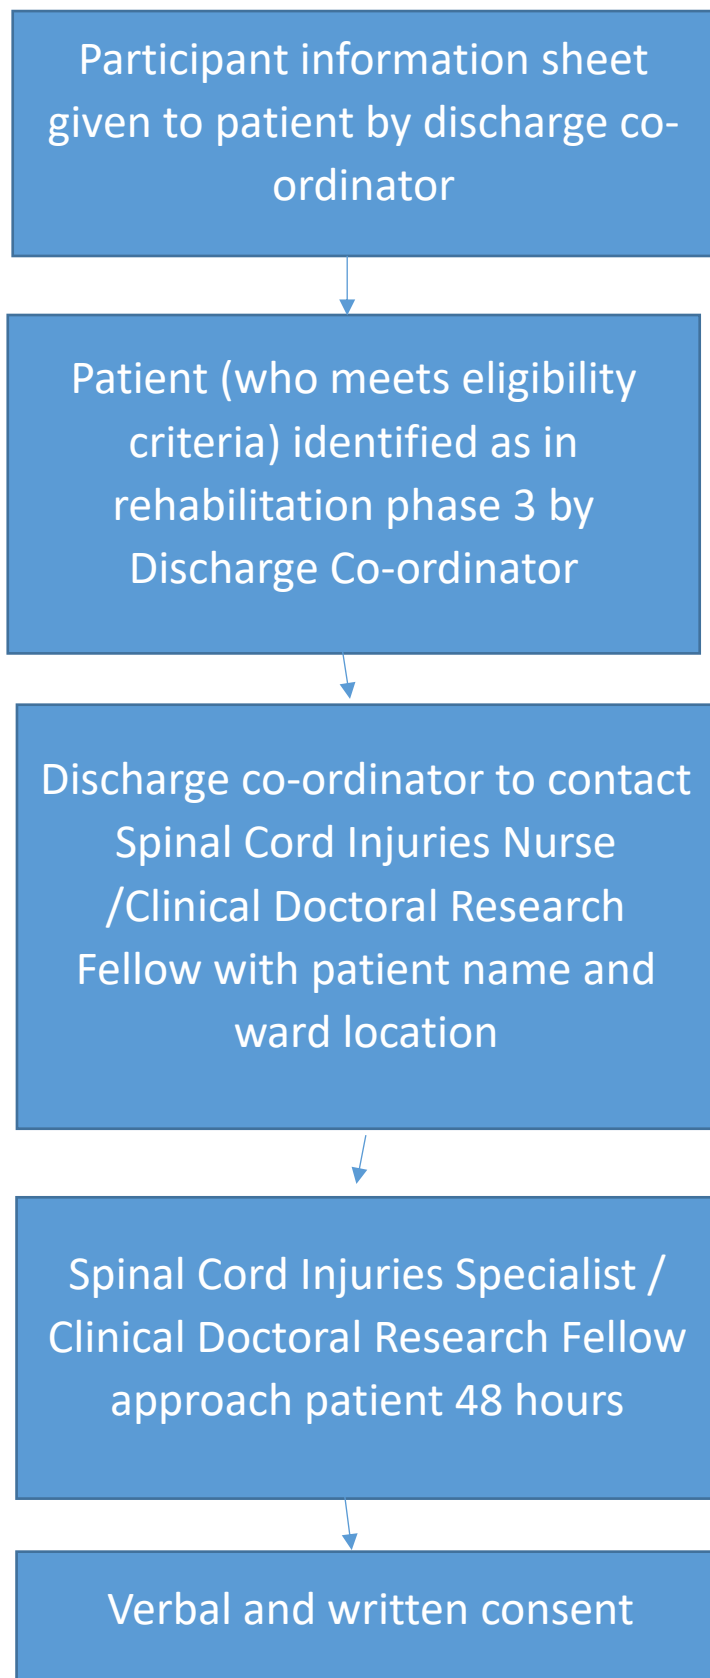 Participant information sheet
given to patient by discharge co-
ordinator
Patient (who meets eligibility
criteria) identified as in
rehabilitation phase 3 by
Discharge Co-ordinator
Discharge co-ordinator to contact
Spinal Cord Injuries Nurse
/Clinical Doctoral Research
Fellow with patient name and
ward location
Spinal Cord Injuries Specialist /
Clinical Doctoral Research Fellow
approach patient 48 hours
Verbal and written consent